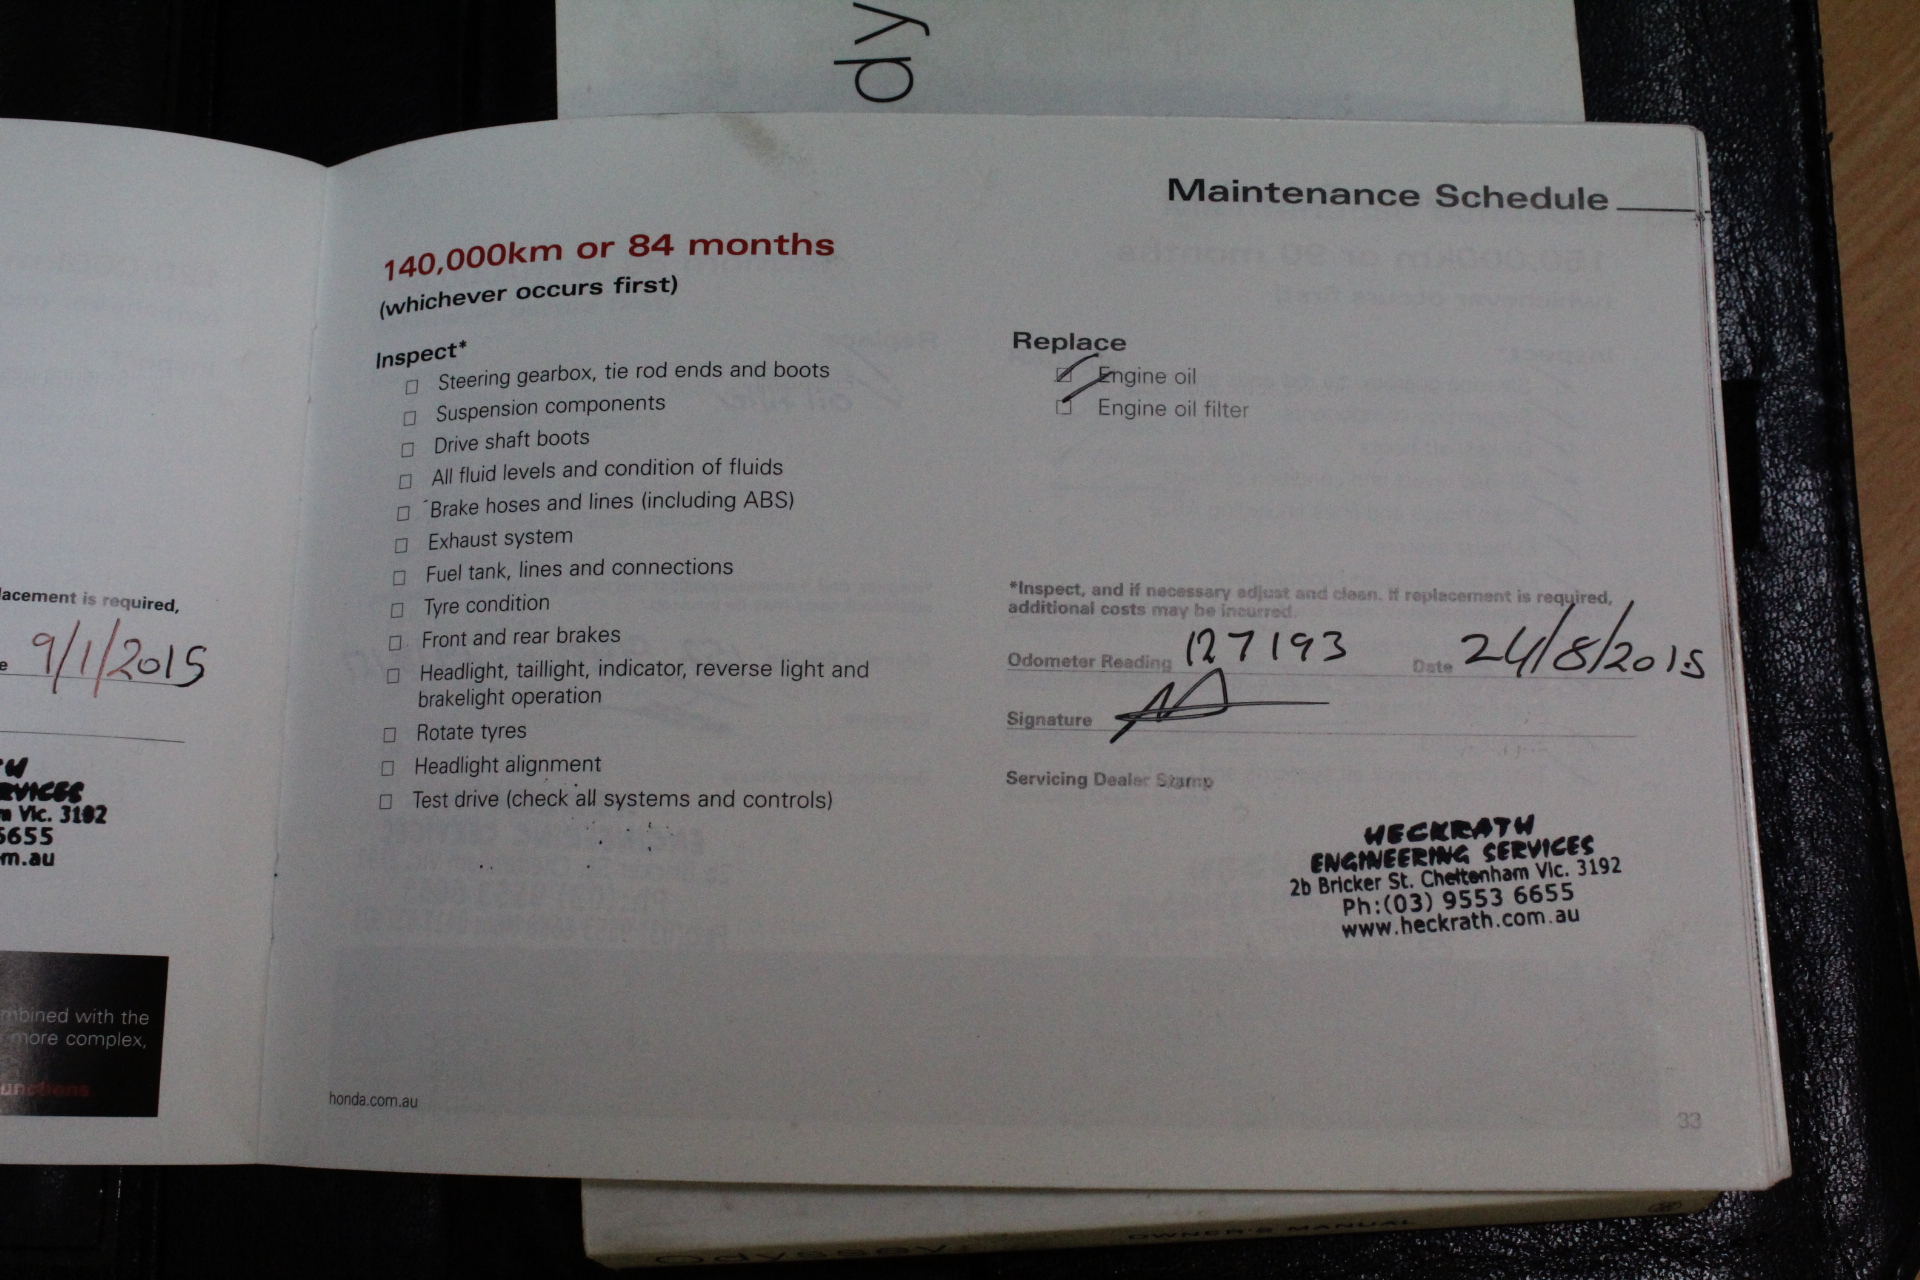 dy
Maintenance Schedule
140,000km or 84 months
(whichever occurs first)
Inspect*
Steering gearbox, tie rod ends and boots
Suspension components
Drive shaft boots
All fluid levels and condition of fluids
Brake hoses and lines (including ABS)
Exhaust system
Fuel tank, lines and connections
Tyre condition
Front and rear brakes
Headlight, taillight, indicator, reverse light and
brakelight operation
Rotate tyres
Headlight alignment
Test drive (check all systems and controls)
Replace
Engine oil
Engine oil filter
*Inspect, and if necessary adjust and clean. If replacement is required,
additional costs may be incurred.
Odometer Reading 127193 Date 24/8/2015
Signature
Servicing Dealer Stamp
HECKRATH
ENGINEERING SERVICES
2b Bricker St. Cheltenham Vic. 3192
Ph:(03) 9553 6655
www.heckrath.com.au
honda.com.au
33
lacement is required,
e 9/1/2015
RVICES
m Vic. 3192
6655
m.au
mbined with the
more complex,
unctions
Odyssey
OWNER'S MANUAL